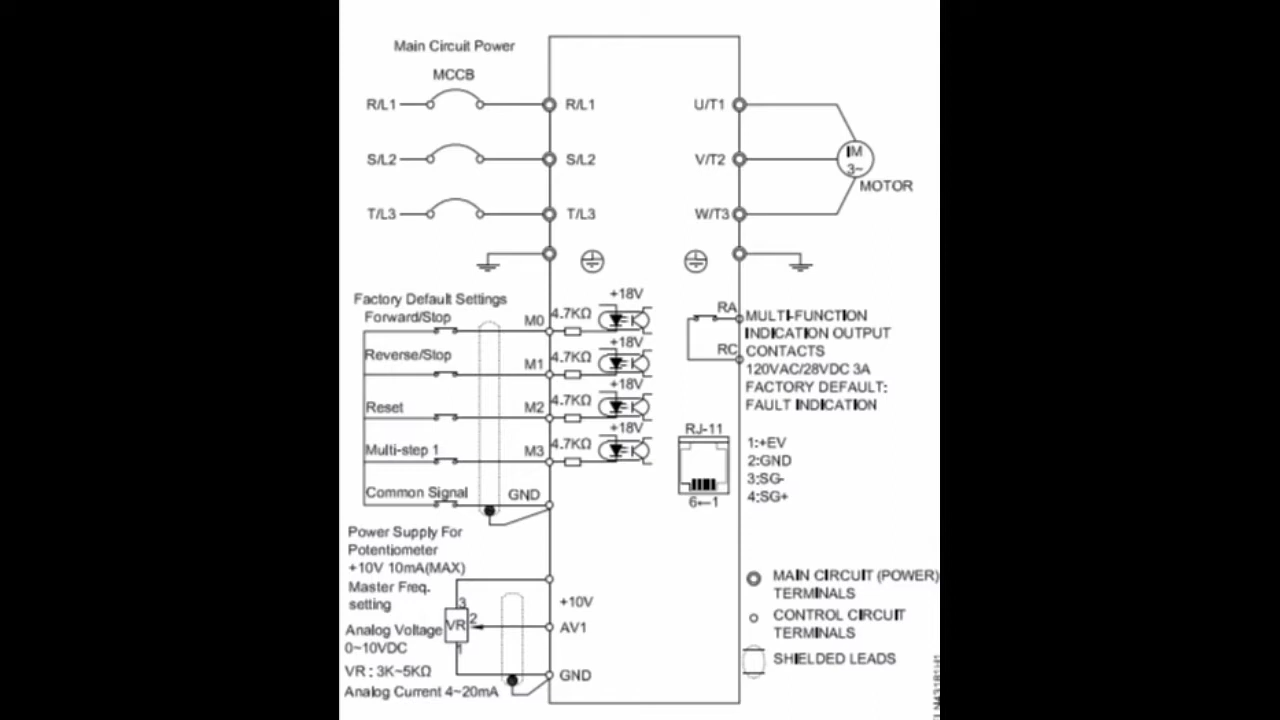 Main Circuit Power
MCCB
R/L1
R/L1
U/T1
S/L2
S/L2
V/T2
IM
3~
MOTOR
T/L3
T/L3
W/T3
Factory Default Settings
Forward/Stop
M0
4.7KΩ
+18V
Reverse/Stop
M1
4.7KΩ
+18V
Reset
M2
4.7KΩ
+18V
Multi-step 1
M3
4.7KΩ
+18V
Common Signal
GND
RA
RC
MULTI-FUNCTION
INDICATION OUTPUT
CONTACTS
120VAC/28VDC 3A
FACTORY DEFAULT:
FAULT INDICATION
RJ-11
6←1
1:+EV
2:GND
3:SG-
4:SG+
Power Supply For
Potentiometer
+10V 10mA(MAX)
Master Freq.
setting
Analog Voltage
0~10VDC
VR : 3K~5KΩ
Analog Current 4~20mA
3
VR
2
1
+10V
AV1
GND
MAIN CIRCUIT (POWER)
TERMINALS
CONTROL CIRCUIT
TERMINALS
SHIELDED LEADS